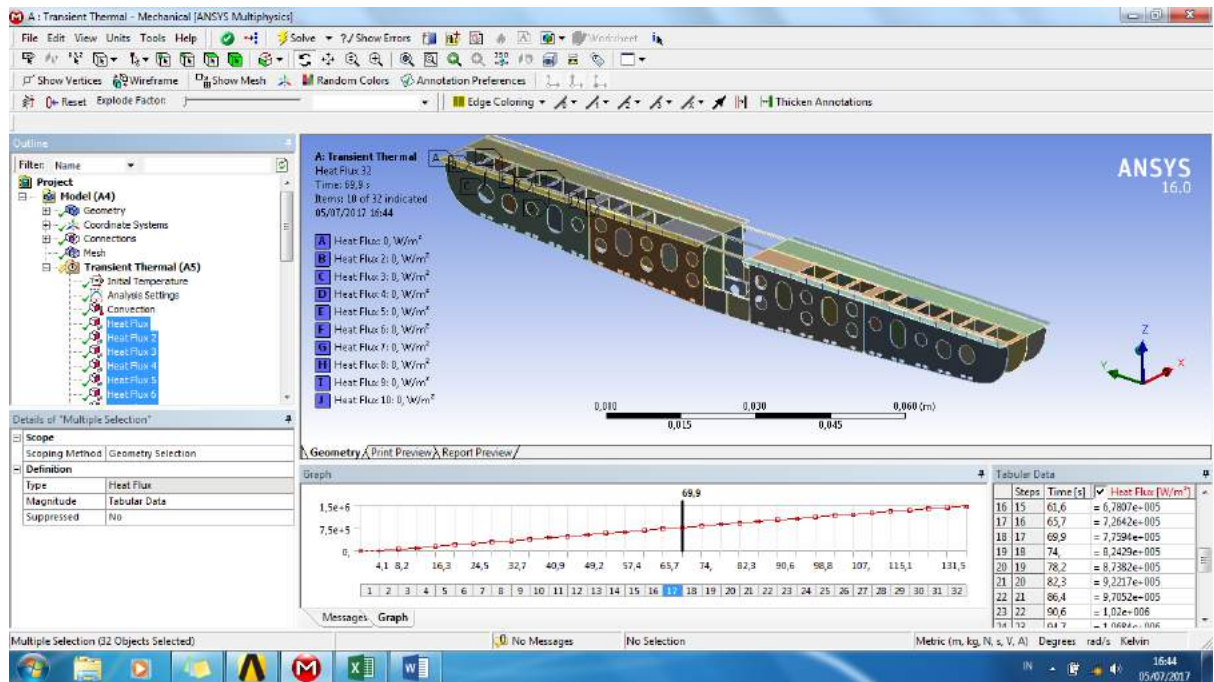 A : Transient Thermal - Mechanical [ANSYS Multiphysics]
File Edit View Units Tools Help Solve ?/ Show Errors Worksheet
Show Vertices Wireframe Show Mesh Random Colors Annotation Preferences
Reset Explode Factor: Edge Coloring Thicken Annotations
Outline
Filter: Name
Project
Model (A4)
Geometry
Coordinate Systems
Connections
Mesh
Transient Thermal (A5)
Initial Temperature
Analysis Settings
Convection
Heat Flux
Heat Flux 2
Heat Flux 3
Heat Flux 4
Heat Flux 5
Heat Flux 6
Details of "Multiple Selection"
Scope
Scoping Method Geometry Selection
Definition
Type Heat Flux
Magnitude Tabular Data
Suppressed No
A: Transient Thermal
Heat Flux 32
Time: 69,9 s
Items: 10 of 32 indicated
05/07/2017 16:44
A Heat Flux: 0, W/m²
B Heat Flux 2: 0, W/m²
C Heat Flux 3: 0, W/m²
D Heat Flux 4: 0, W/m²
E Heat Flux 5: 0, W/m²
F Heat Flux 6: 0, W/m²
G Heat Flux 7: 0, W/m²
H Heat Flux 8: 0, W/m²
I Heat Flux 9: 0, W/m²
J Heat Flux 10: 0, W/m²
A
ANSYS
16.0
Z
Y X
0,000 0,030 0,060 (m)
0,015 0,045
Geometry Print Preview Report Preview
Graph
69,9
1,5e+6
7,5e+5
0,
4,1 8,2 16,3 24,5 32,7 40,9 49,2 57,4 65,7 74, 82,3 90,6 98,8 107, 115,1 131,5
1 2 3 4 5 6 7 8 9 10 11 12 13 14 15 16 17 18 19 20 21 22 23 24 25 26 27 28 29 30 31 32
Messages Graph
Tabular Data
Steps Time [s] Heat Flux [W/m²]
16 15 61,6 = 6,7807e+005
17 16 65,7 = 7,2642e+005
18 17 69,9 = 7,7594e+005
19 18 74, = 8,2429e+005
20 19 78,2 = 8,7382e+005
21 20 82,3 = 9,2217e+005
22 21 86,4 = 9,7052e+005
23 22 90,6 = 1,02e+006
24 23 94,7 = 1,0684e+006
Multiple Selection (32 Objects Selected) No Messages No Selection Metric (m, kg, N, s, V, A) Degrees rad/s Kelvin
IN 16:44
05/07/2017